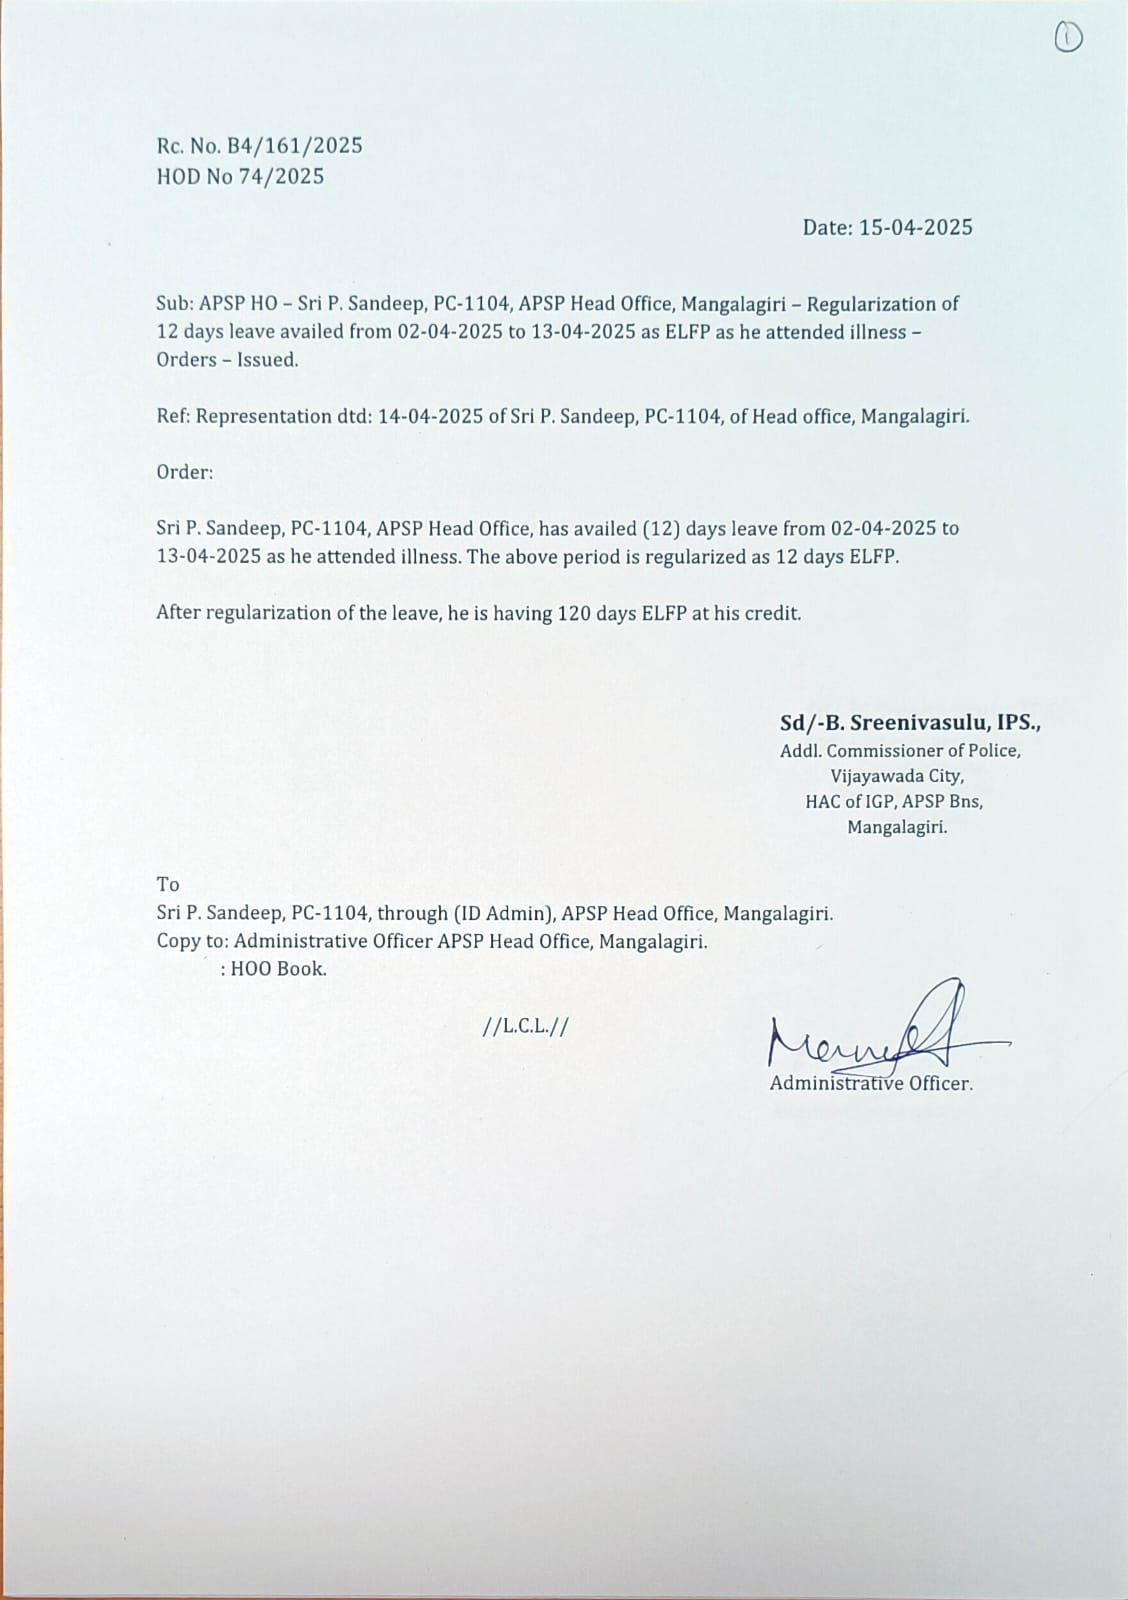 1
Rc. No. B4/161/2025
HOD No 74/2025
Date: 15-04-2025
Sub: APSP HO – Sri P. Sandeep, PC-1104, APSP Head Office, Mangalagiri – Regularization of
12 days leave availed from 02-04-2025 to 13-04-2025 as ELFP as he attended illness –
Orders – Issued.
Ref: Representation dtd: 14-04-2025 of Sri P. Sandeep, PC-1104, of Head office, Mangalagiri.
Order:
Sri P. Sandeep, PC-1104, APSP Head Office, has availed (12) days leave from 02-04-2025 to
13-04-2025 as he attended illness. The above period is regularized as 12 days ELFP.
After regularization of the leave, he is having 120 days ELFP at his credit.
Sd/-B. Sreenivasulu, IPS.,
Addl. Commissioner of Police,
Vijayawada City,
HAC of IGP, APSP Bns,
Mangalagiri.
To
Sri P. Sandeep, PC-1104, through (ID Admin), APSP Head Office, Mangalagiri.
Copy to: Administrative Officer APSP Head Office, Mangalagiri.
: HOO Book.
//L.C.L.//
Administrative Officer.